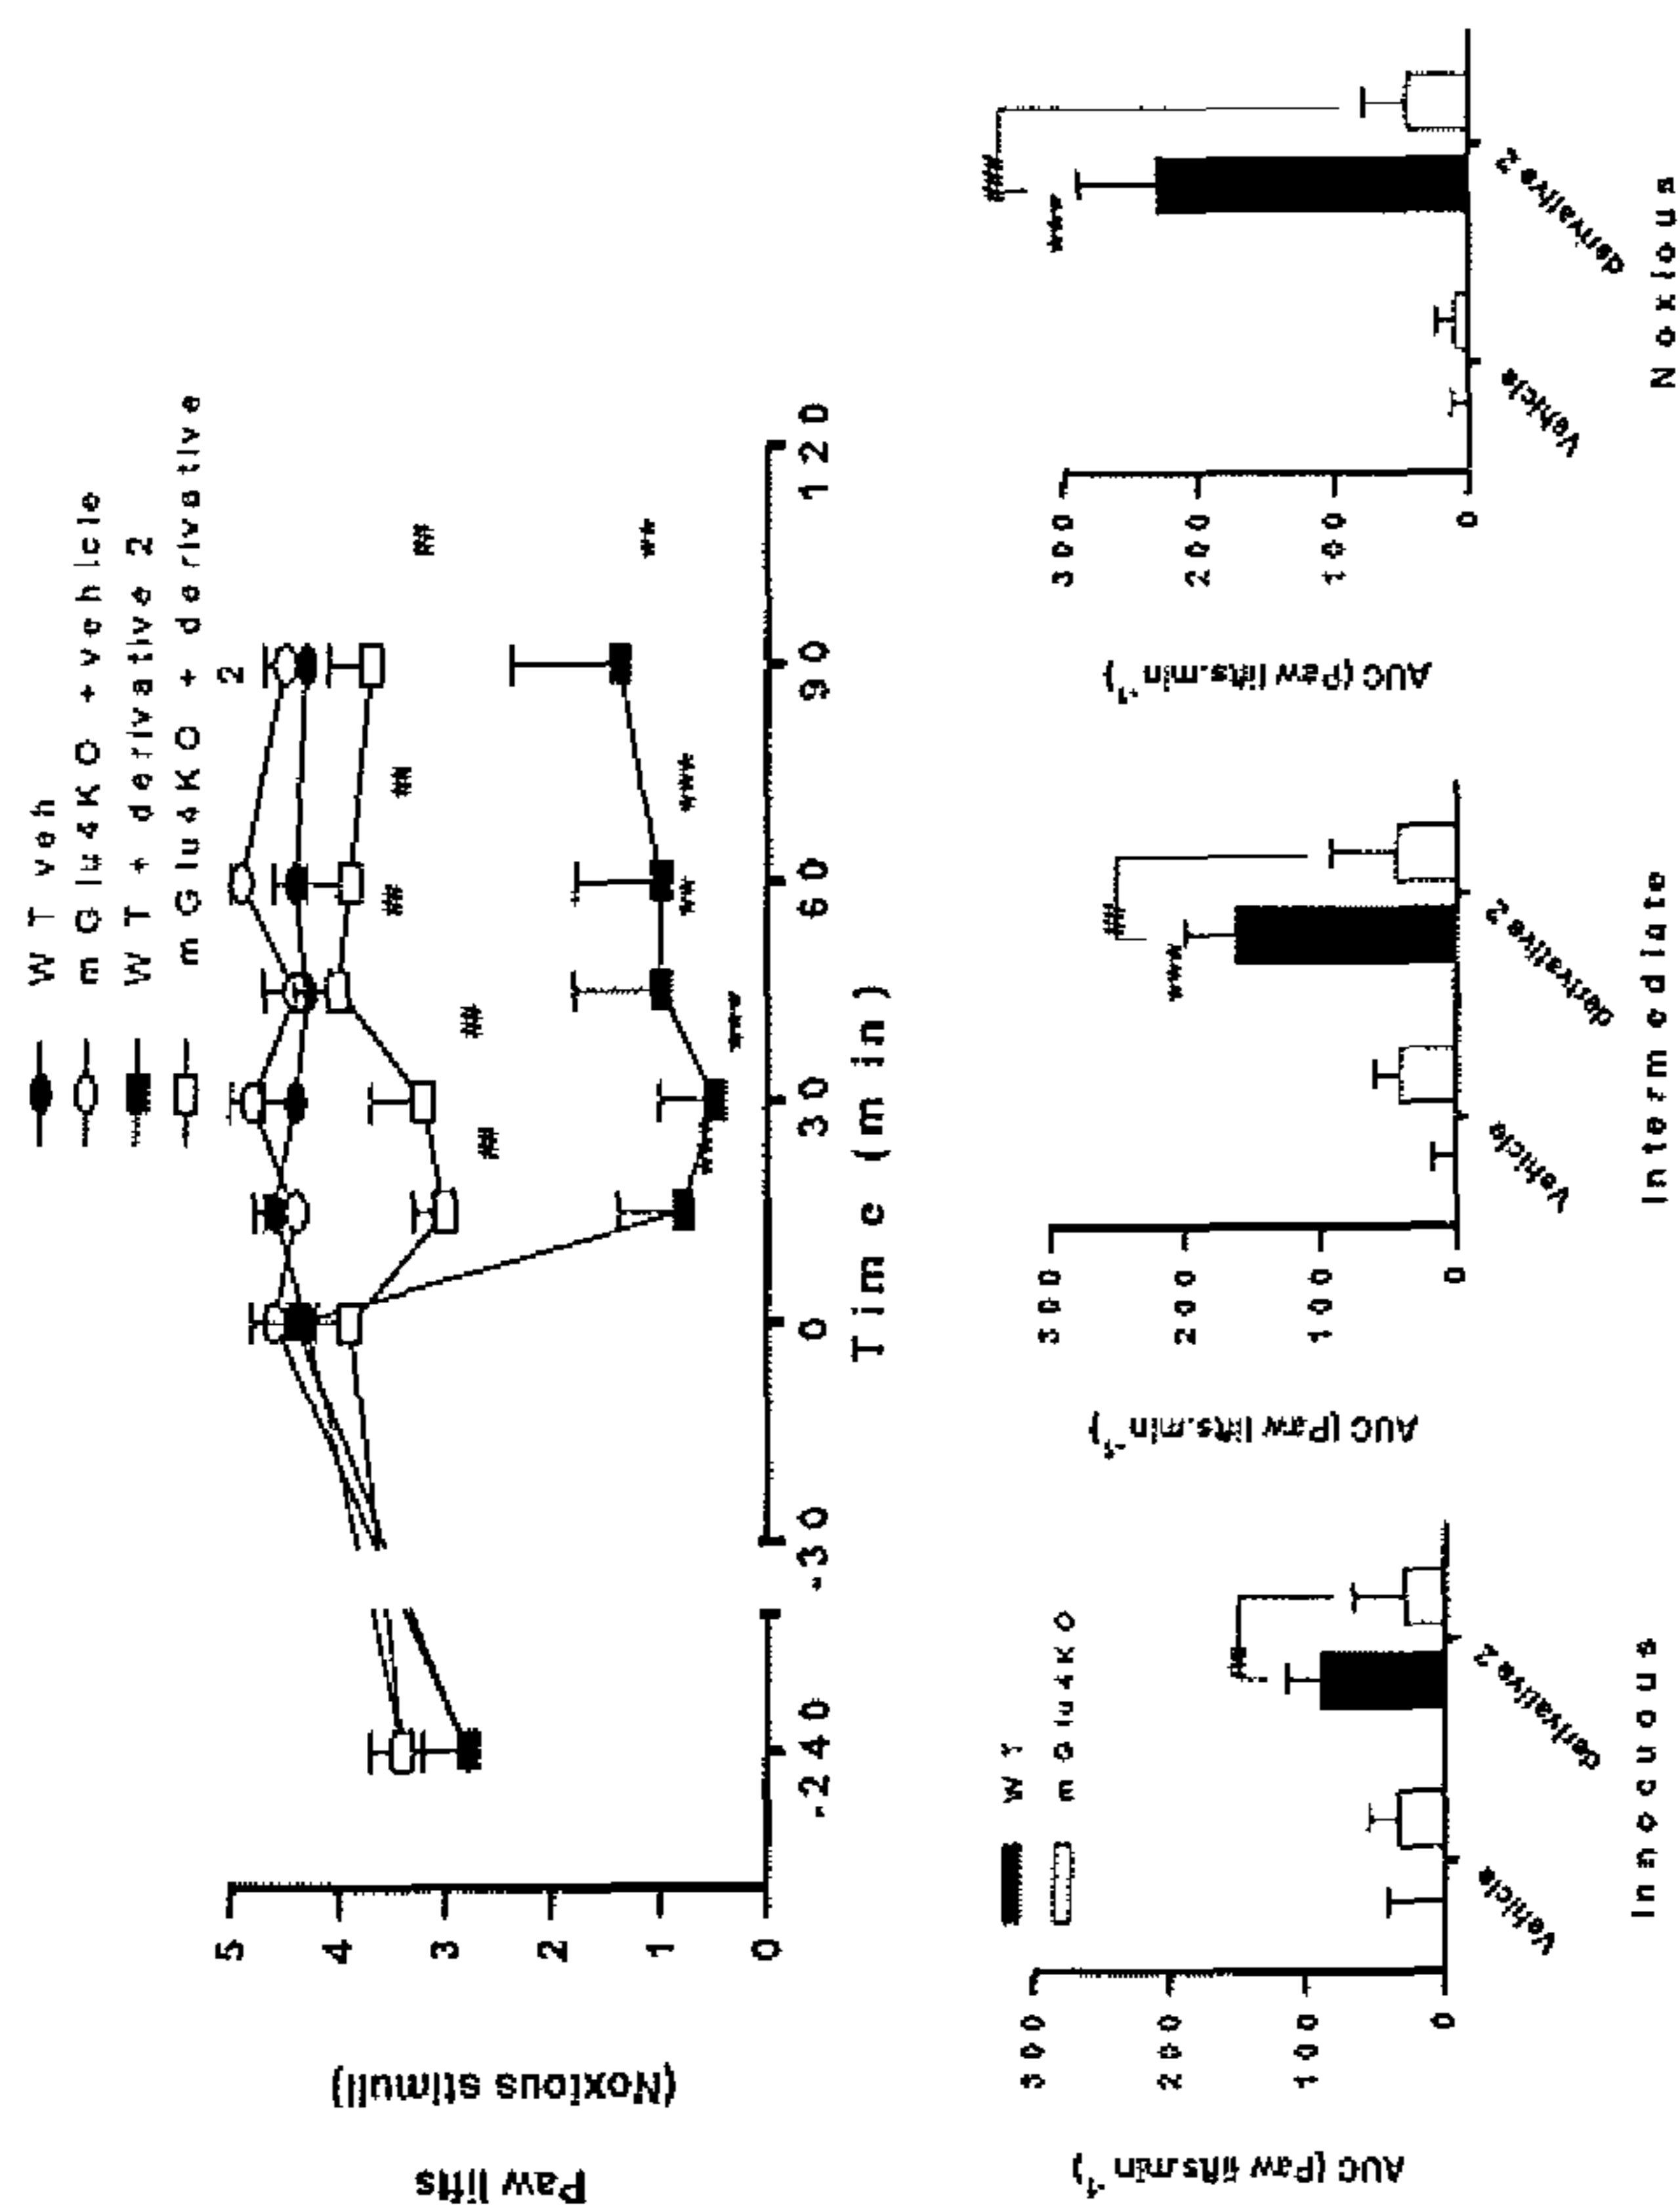 WT veh
mGlu4KO + vehicle
WT + derivative 2
mGlu4KO + derivative
2
Paw lifts
(Noxious stimuli)
5
4
3
2
1
0
##
##
##
##
##
***
***
**
***
**
-240
-30
0
30
60
90
120
Time (min)
WT
mGlu4KO
AUC (Paw lifts.min⁻¹)
300
200
100
0
##
Vehicle
derivative 2
Innocuous
AUC (Paw lifts.min⁻¹)
300
200
100
0
##
***
Vehicle
derivative 2
Intermediate
AUC (Paw lifts.min⁻¹)
300
200
100
0
###
***
Vehicle
derivative 2
Noxious